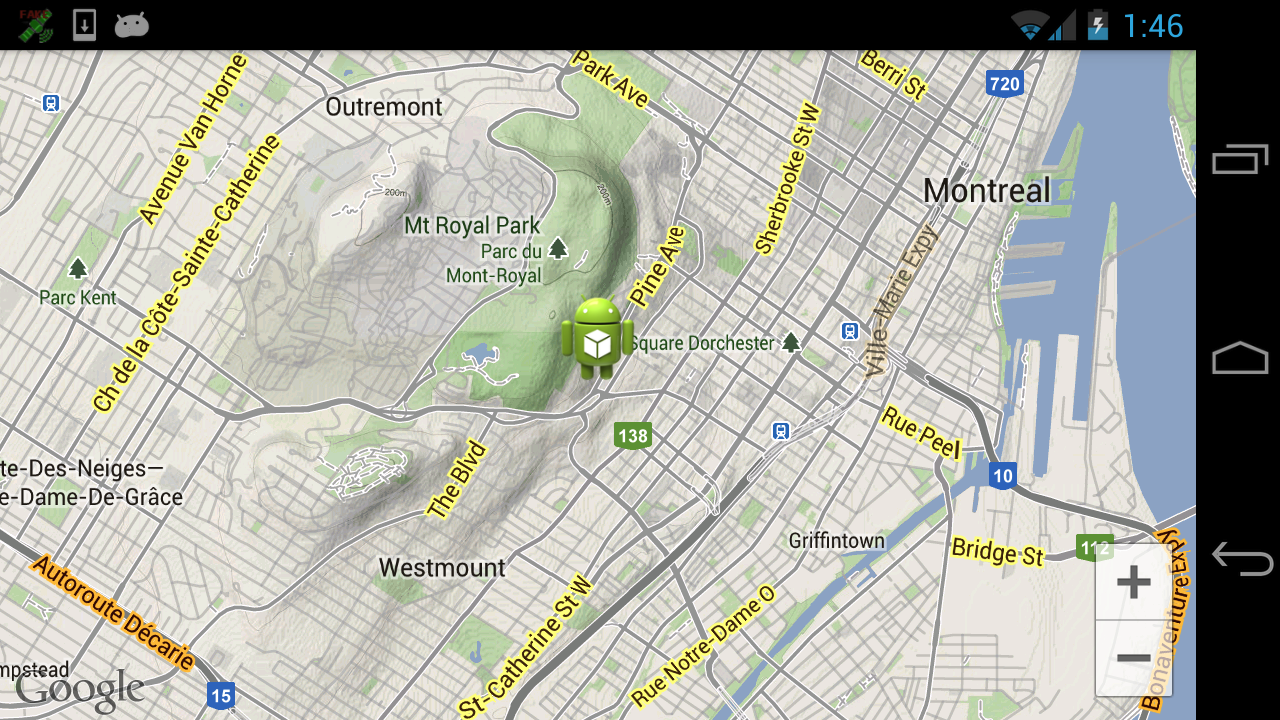 FAKE
1:46
Avenue Van Horne
Park Ave
Berri St
720
Outremont
Ch de la Côte-Sainte-Catherine
200m
200m
Sherbrooke St W
Montreal
Mt Royal Park
Parc du
Mont-Royal
Pine Ave
Ville-Marie Expy
Parc Kent
Square Dorchester
138
Rue Peel
te-Des-Neiges—
e-Dame-De-Grâce
The Blvd
10
Griffintown
Bridge St
112
Westmount
Autoroute Décarie
St-Catherine St W
Rue Notre-Dame O
Bonaventure Expy
+
−
mpstead
Google
15